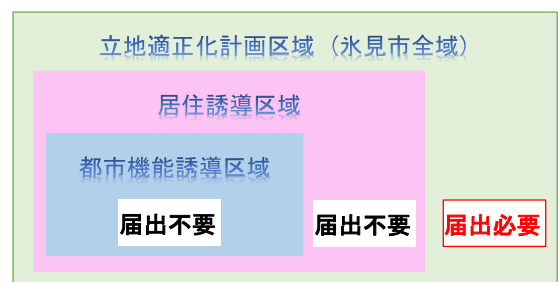 立地適正化計画区域（氷見市全域）
居住誘導区域
都市機能誘導区域
届出不要
届出不要
届出必要